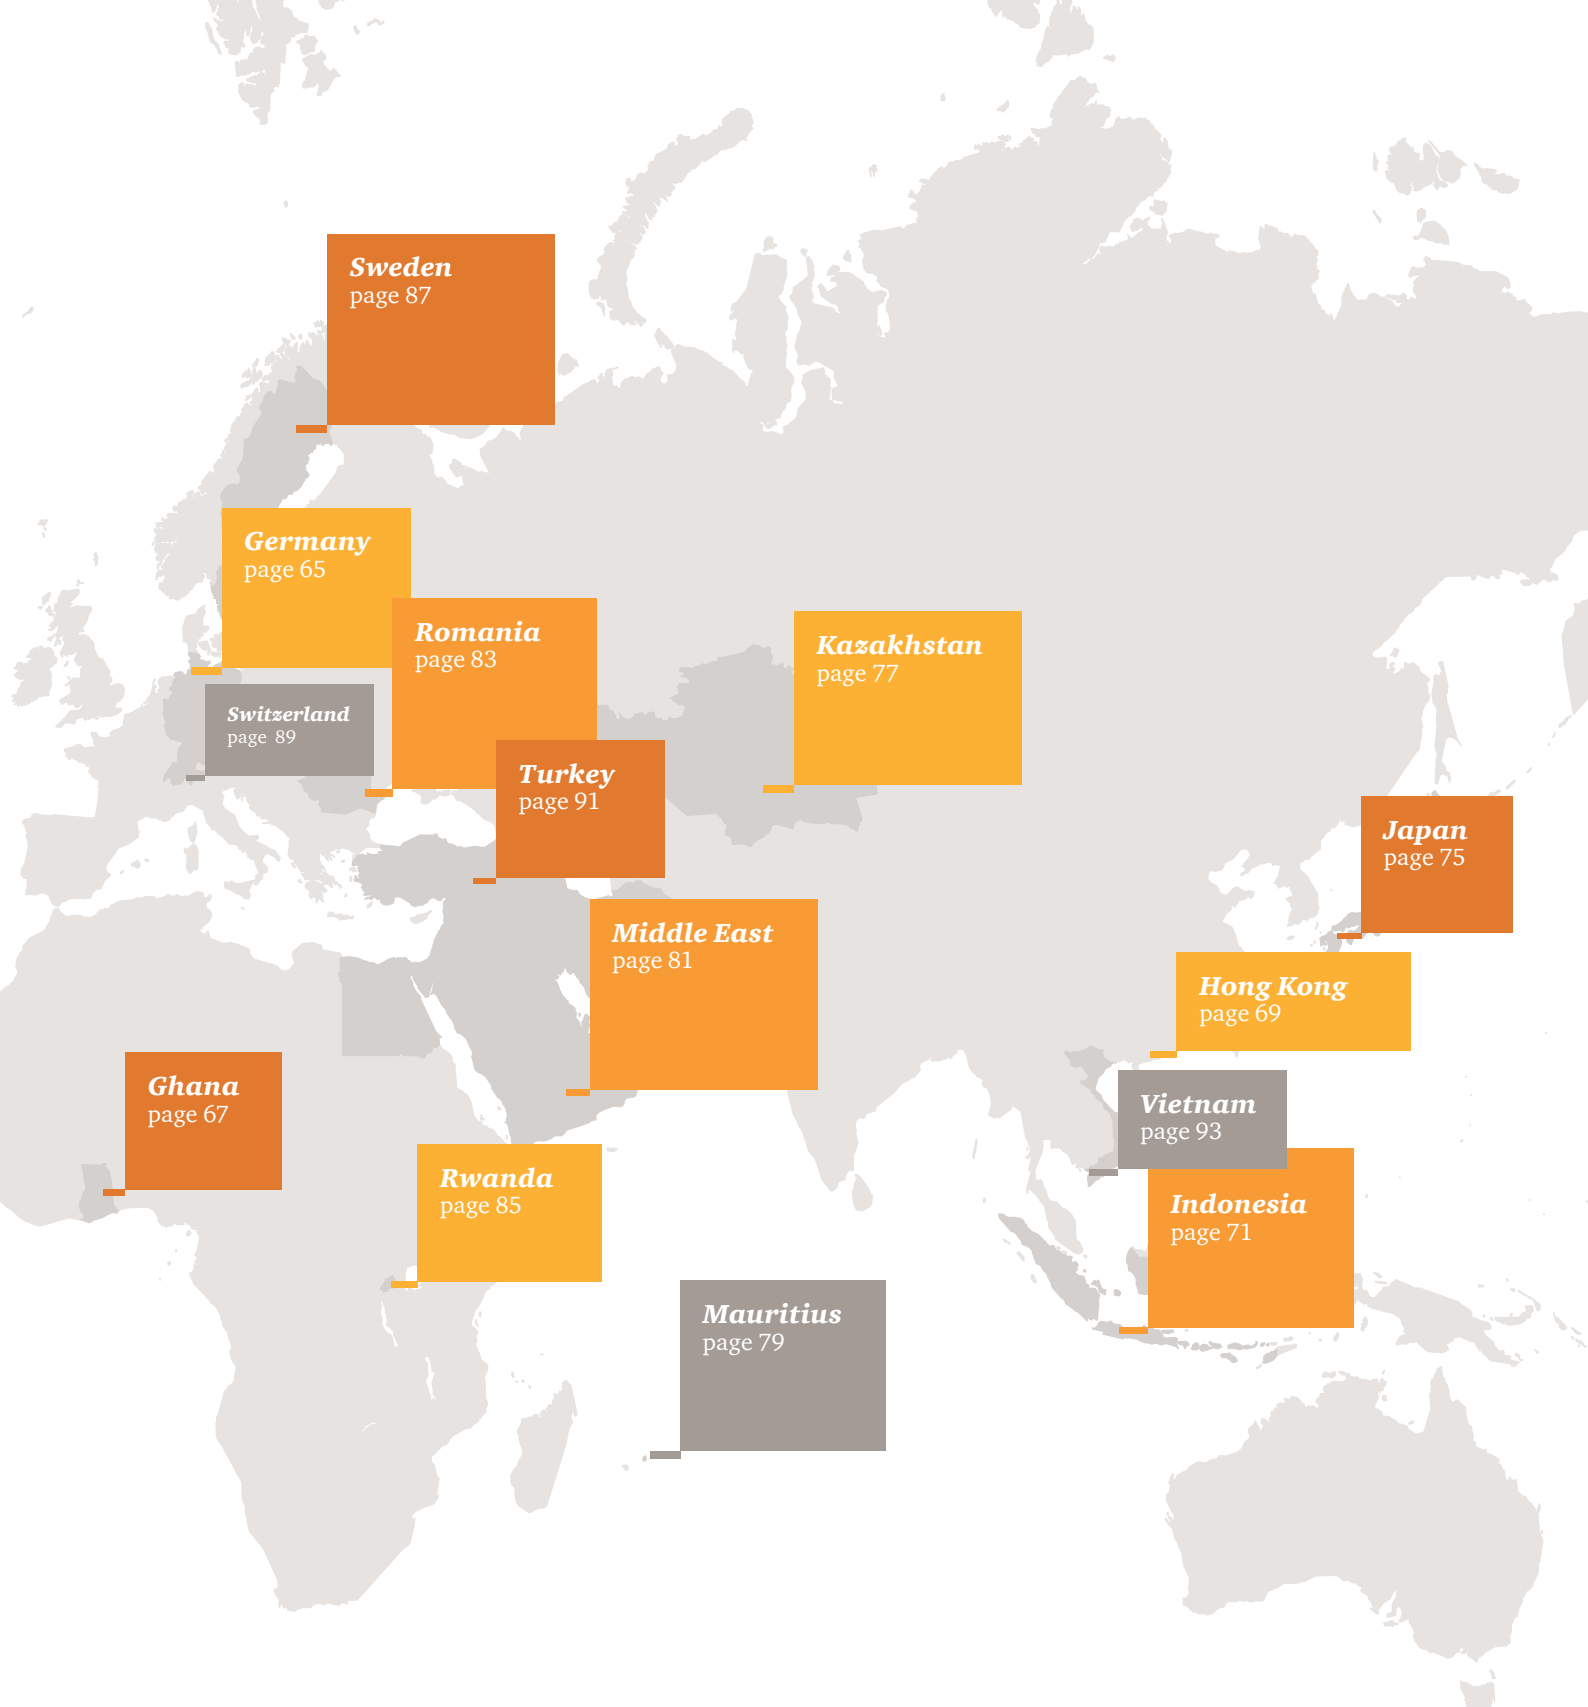 Sweden
page 87
Germany
page 65
Romania
page 83
Kazakhstan
page 77
Switzerland
page 89
Turkey
page 91
Japan
page 75
Middle East
page 81
Hong Kong
page 69
Ghana
page 67
Vietnam
page 93
Rwanda
page 85
Indonesia
page 71
Mauritius
page 79